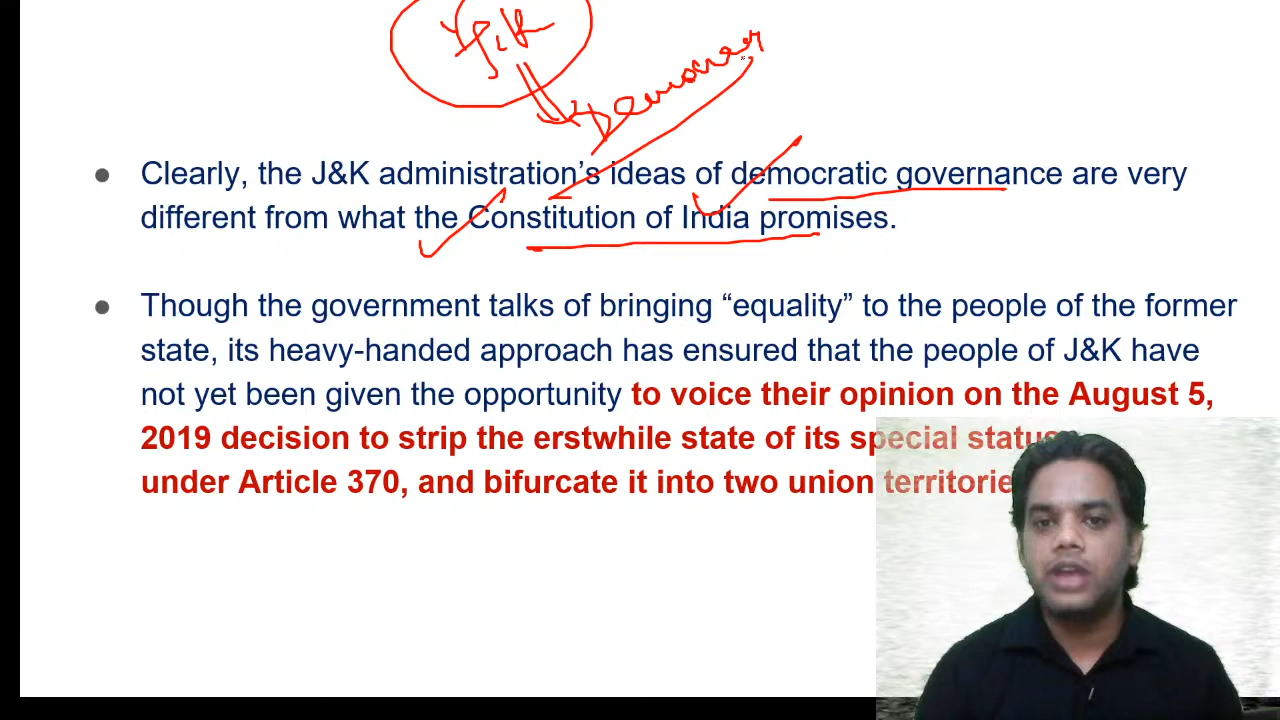 J&K
Democracy
● Clearly, the J&K administration’s ideas of democratic governance are very
different from what the Constitution of India promises.
● Though the government talks of bringing “equality” to the people of the former
state, its heavy-handed approach has ensured that the people of J&K have
not yet been given the opportunity to voice their opinion on the August 5,
2019 decision to strip the erstwhile state of its special status
under Article 370, and bifurcate it into two union territorie